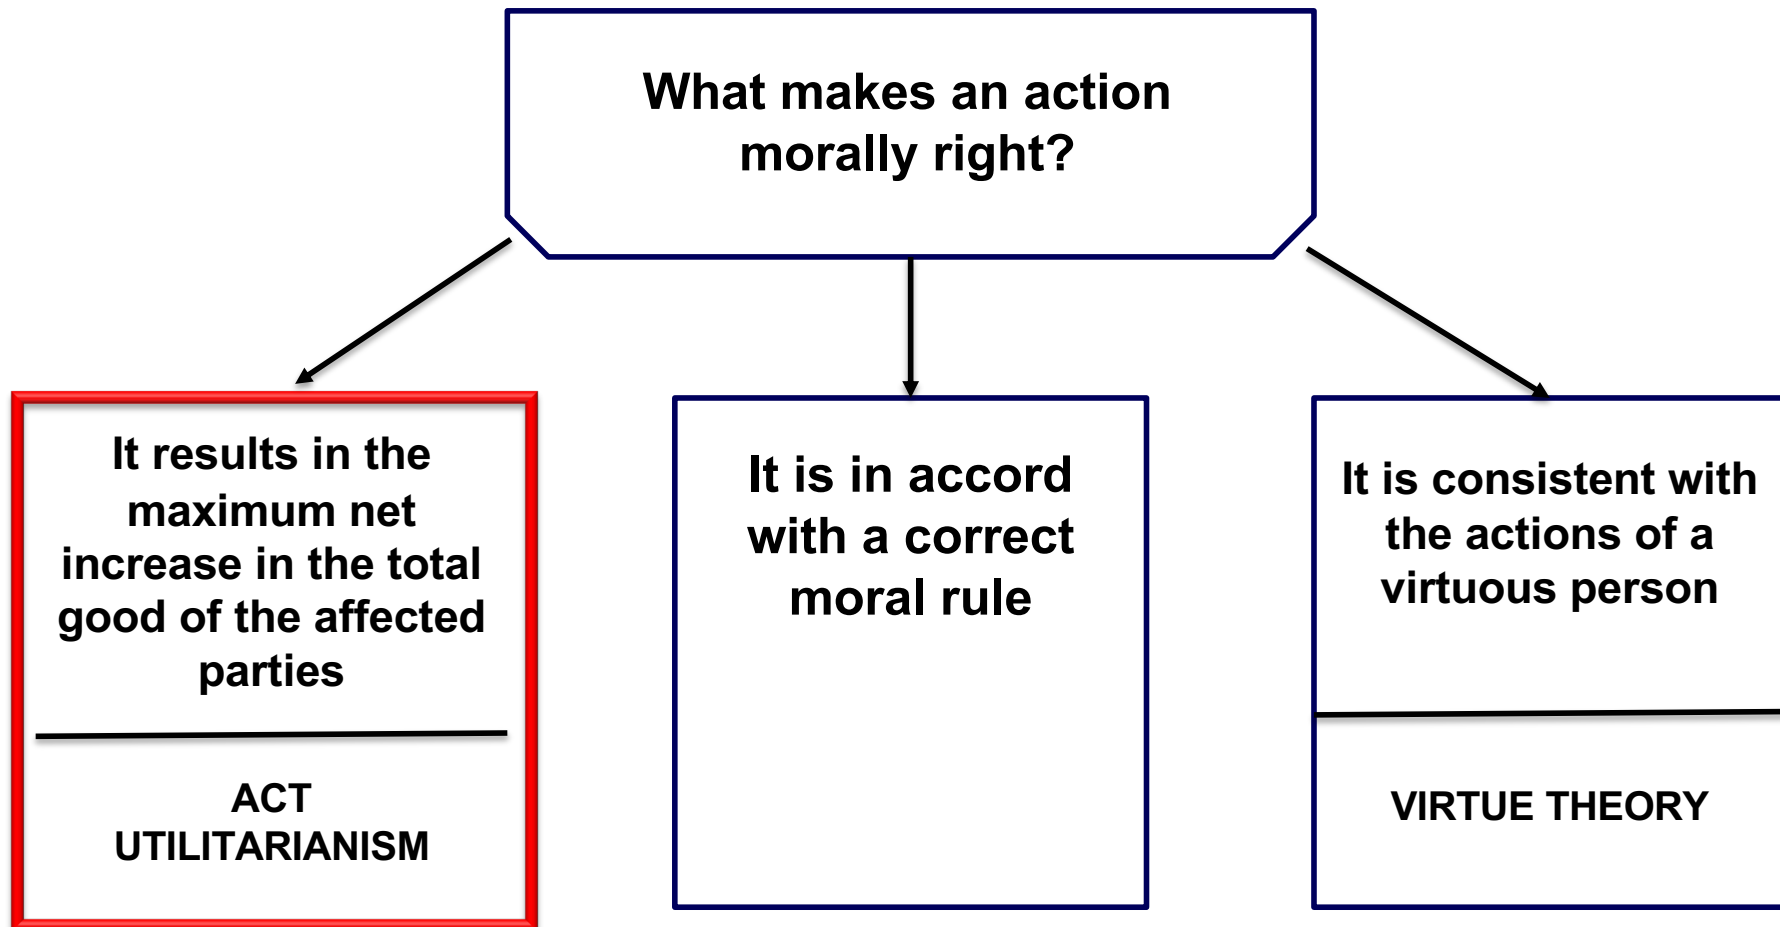 What makes an action
morally right?
It results in the
maximum net
increase in the total
good of the affected
parties
ACT
UTILITARIANISM
It is in accord
with a correct
moral rule
It is consistent with
the actions of a
virtuous person
VIRTUE THEORY